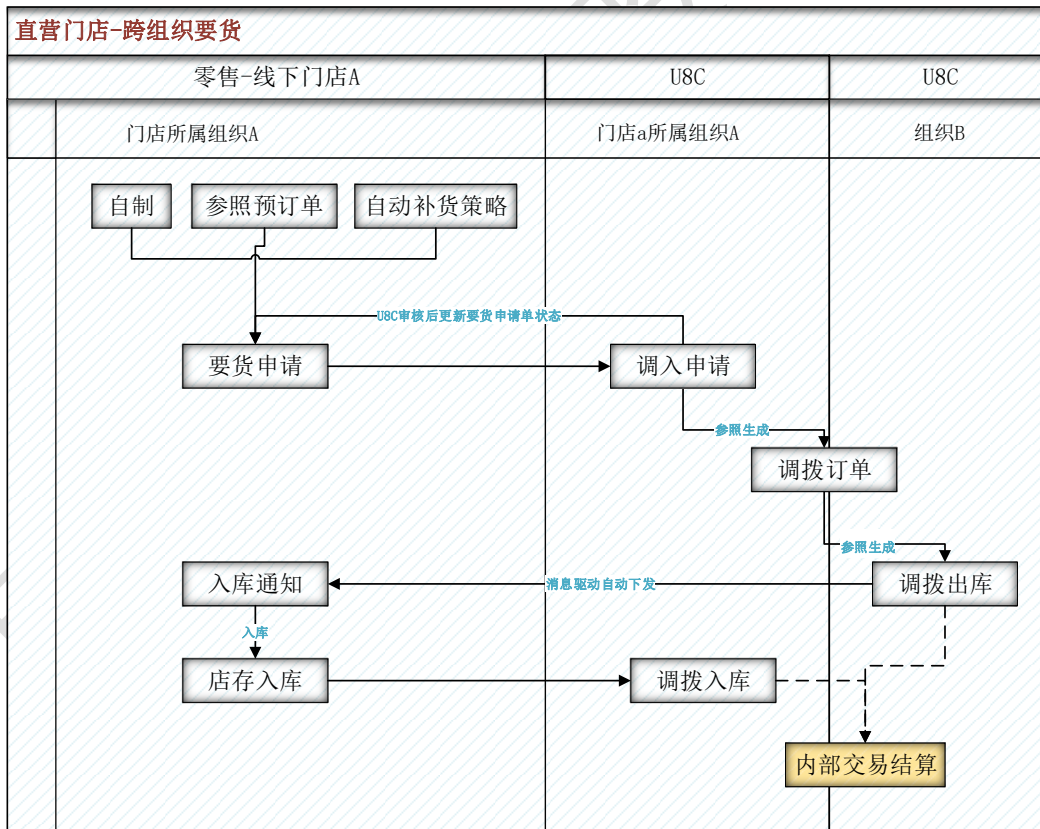 直营门店-跨组织要货
零售-线下门店A
U8C
U8C
门店所属组织A
门店a所属组织A
组织B
自制
参照预订单
自动补货策略
U8C审核后更新要货申请单状态
要货申请
调入申请
参照生成
调拨订单
参照生成
入库通知
消息驱动自动下发
调拨出库
入库
店存入库
调拨入库
内部交易结算